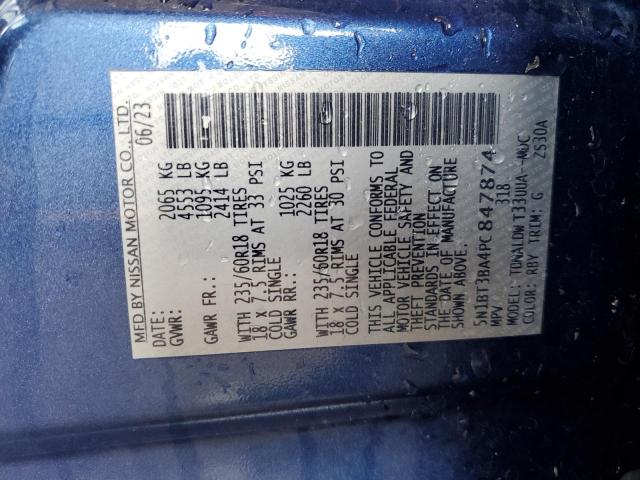 MFD BY NISSAN MOTOR CO., LTD.
DATE: 06/23
GVWR: 2065 KG
4553 LB
GAWR FR.: 1095 KG
2414 LB
WITH 235/60R18 TIRES
18 X 7.5 RIMS AT 33 PSI
COLD SINGLE
GAWR RR.: 1025 KG
2260 LB
WITH 235/60R18 TIRES
18 X 7.5 RIMS AT 30 PSI
COLD SINGLE
THIS VEHICLE CONFORMS TO
ALL APPLICABLE FEDERAL
MOTOR VEHICLE SAFETY AND
THEFT PREVENTION
STANDARDS IN EFFECT ON
THE DATE OF MANUFACTURE
SHOWN ABOVE.
5N1BT3BA4PC847874
MPV 318
MODEL: TONALDW T33UUA--MDC
COLOR: RBY TRIM: G ZS30A